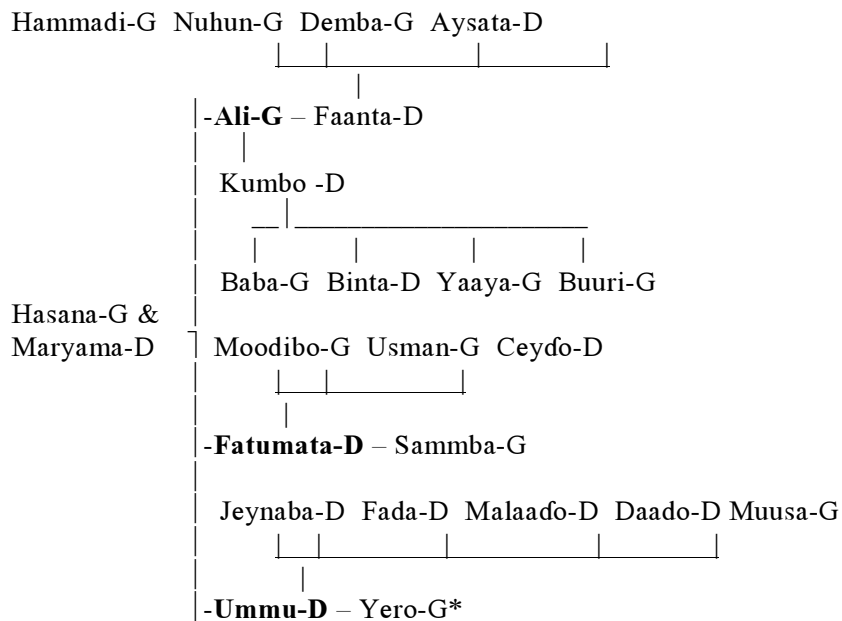 Hammadi-G Nuhun-G Demba-G Aysata-D
-Ali-G – Faanta-D
Kumbo -D
Baba-G Binta-D Yaaya-G Buuri-G
Hasana-G &
Maryama-D Moodibo-G Usman-G Ceyɗo-D
-Fatumata-D – Sammba-G
Jeynaba-D Fada-D Malaaɗo-D Daado-D Muusa-G
-Ummu-D – Yero-G*